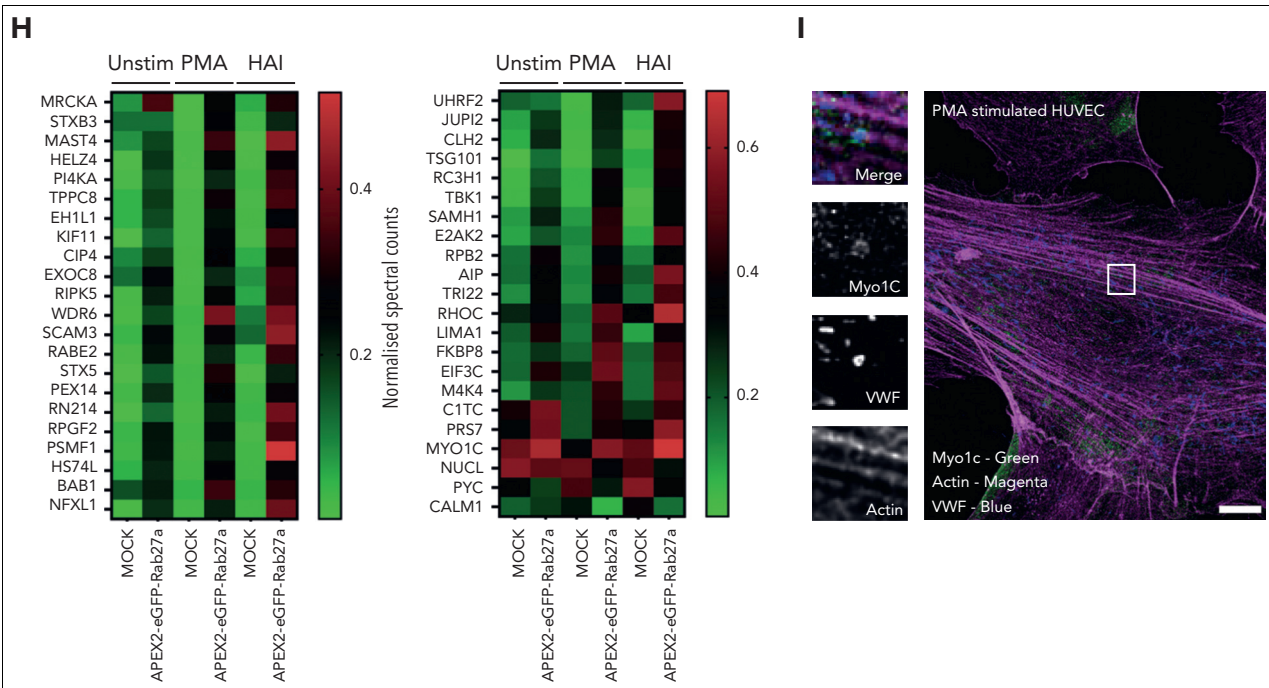 H
Unstim PMA HAI
MRCKA
STXB3
MAST4
HELZ4
PI4KA
TPPC8
EH1L1
KIF11
CIP4
EXOC8
RIPK5
WDR6
SCAM3
RABE2
STX5
PEX14
RN214
RPGF2
PSMF1
HS74L
BAB1
NFXL1
MOCK
APEX2-eGFP-Rab27a
MOCK
APEX2-eGFP-Rab27a
MOCK
APEX2-eGFP-Rab27a
0.4
0.2
Normalised spectral counts
Unstim PMA HAI
UHRF2
JUPI2
CLH2
TSG101
RC3H1
TBK1
SAMH1
E2AK2
RPB2
AIP
TRI22
RHOC
LIMA1
FKBP8
EIF3C
M4K4
C1TC
PRS7
MYO1C
NUCL
PYC
CALM1
MOCK
APEX2-eGFP-Rab27a
MOCK
APEX2-eGFP-Rab27a
MOCK
APEX2-eGFP-Rab27a
0.6
0.4
0.2
I
Merge
Myo1C
VWF
Actin
PMA stimulated HUVEC
Myo1c - Green
Actin - Magenta
VWF - Blue